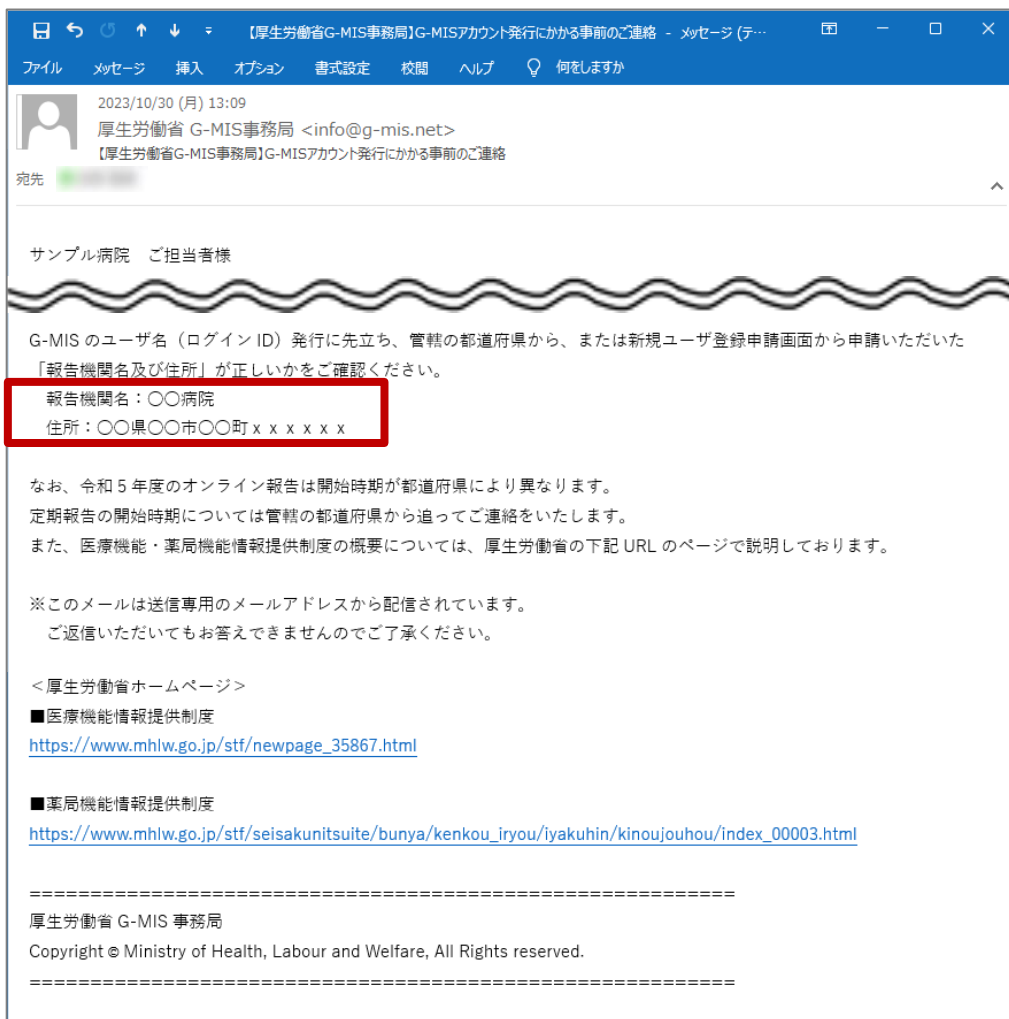 【厚生労働省G-MIS事務局】G-MISアカウント発行にかかる事前のご連絡 - メッセージ (テ…
ファイル メッセージ 挿入 オプション 書式設定 校閲 ヘルプ 何をしますか
2023/10/30 (月) 13:09
厚生労働省 G-MIS事務局 <info@g-mis.net>
【厚生労働省G-MIS事務局】G-MISアカウント発行にかかる事前のご連絡
宛先
サンプル病院　ご担当者様
G-MIS のユーザ名（ログイン ID）発行に先立ち、管轄の都道府県から、または新規ユーザ登録申請画面から申請いただいた
「報告機関名及び住所」が正しいかをご確認ください。
報告機関名：〇〇病院
住所：〇〇県〇〇市〇〇町ｘｘｘｘｘｘ
なお、令和５年度のオンライン報告は開始時期が都道府県により異なります。
定期報告の開始時期については管轄の都道府県から追ってご連絡をいたします。
また、医療機能・薬局機能情報提供制度の概要については、厚生労働省の下記 URL のページで説明しております。
※このメールは送信専用のメールアドレスから配信されています。
ご返信いただいてもお答えできませんのでご了承ください。
＜厚生労働省ホームページ＞
■医療機能情報提供制度
https://www.mhlw.go.jp/stf/newpage_35867.html
■薬局機能情報提供制度
https://www.mhlw.go.jp/stf/seisakunitsuite/bunya/kenkou_iryou/iyakuhin/kinoujouhou/index_00003.html
==========================================================
厚生労働省 G-MIS 事務局
Copyright © Ministry of Health, Labour and Welfare, All Rights reserved.
==========================================================